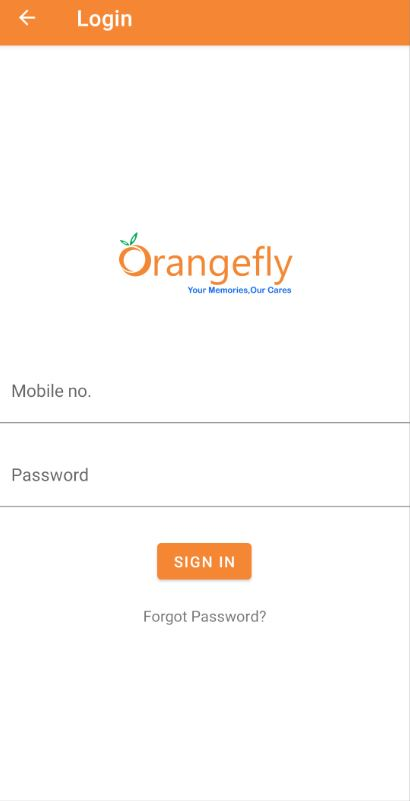 Login
Orangefly
Your Memories,Our Cares
Mobile no.
Password
SIGN IN
Forgot Password?